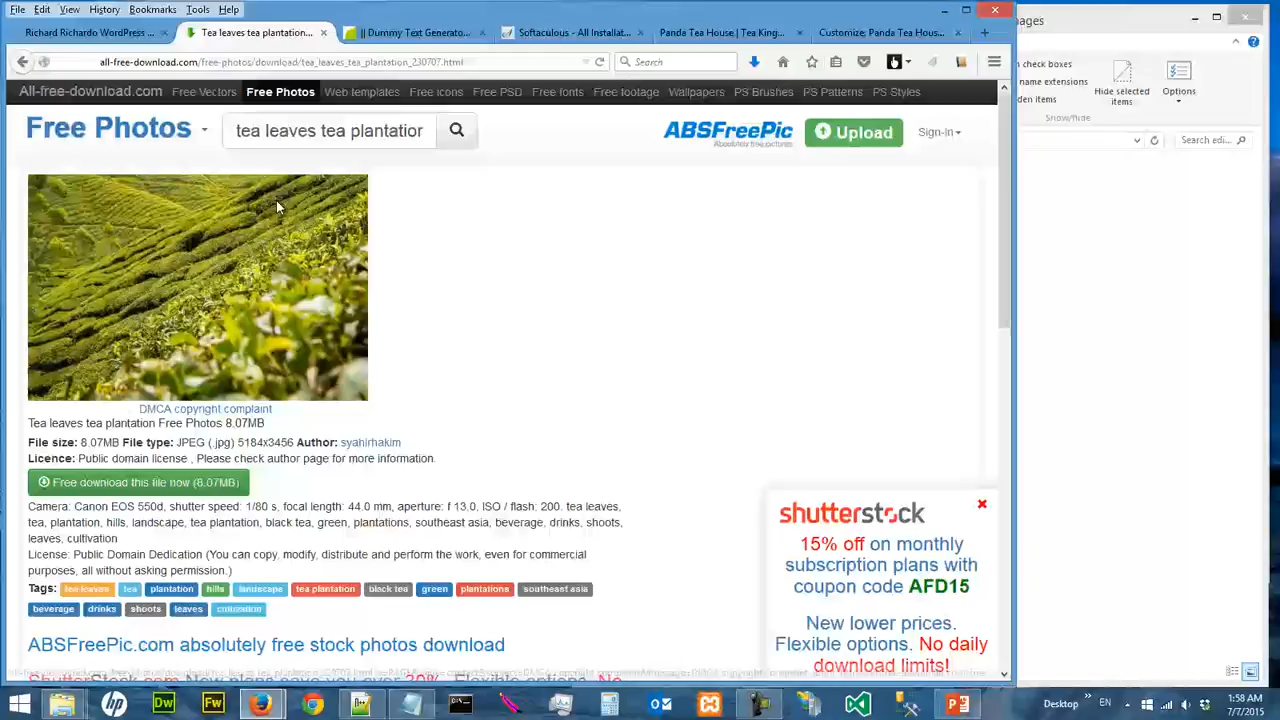 File Edit View History Bookmarks Tools Help
Richard Richardo WordPress ... × Tea leaves tea plantation... × || Dummy Text Generato... × Softaculous - All Installat... × Panda Tea House | Tea King... × Customize: Panda Tea Hous... × +
all-free-download.com/free-photos/download/tea_leaves_tea_plantation_230707.html Search
All-free-download.com Free Vectors Free Photos Web templates Free icons Free PSD Free fonts Free footage Wallpapers PS Brushes PS Patterns PS Styles
Free Photos tea leaves tea plantation ABSFreePic Absolutely free pictures Upload Sign-in
DMCA copyright complaint
Tea leaves tea plantation Free Photos 8.07MB
File size: 8.07MB File type: JPEG (.jpg) 5184x3456 Author: syahirhakim
Licence: Public domain license , Please check author page for more information.
Free download this file now (8.07MB)
Camera: Canon EOS 550d, shutter speed: 1/80 s, focal length: 44.0 mm, aperture: f 13.0, ISO / flash: 200. tea leaves,
tea, plantation, hills, landscape, tea plantation, black tea, green, plantations, southeast asia, beverage, drinks, shoots,
leaves, cultivation
License: Public Domain Dedication (You can copy, modify, distribute and perform the work, even for commercial
purposes, all without asking permission.)
Tags: tea leaves tea plantation hills landscape tea plantation black tea green plantations southeast asia
beverage drinks shoots leaves cultivation
ABSFreePic.com absolutely free stock photos download
shutterstock
15% off on monthly
subscription plans with
coupon code AFD15
New lower prices.
Flexible options. No daily
download limits!
ages
check boxes
name extensions
den items
Hide selected
items
Options
Show/hide
Search edi...
HP
Dw
Fw
Desktop EN 1:58 AM
7/7/2015